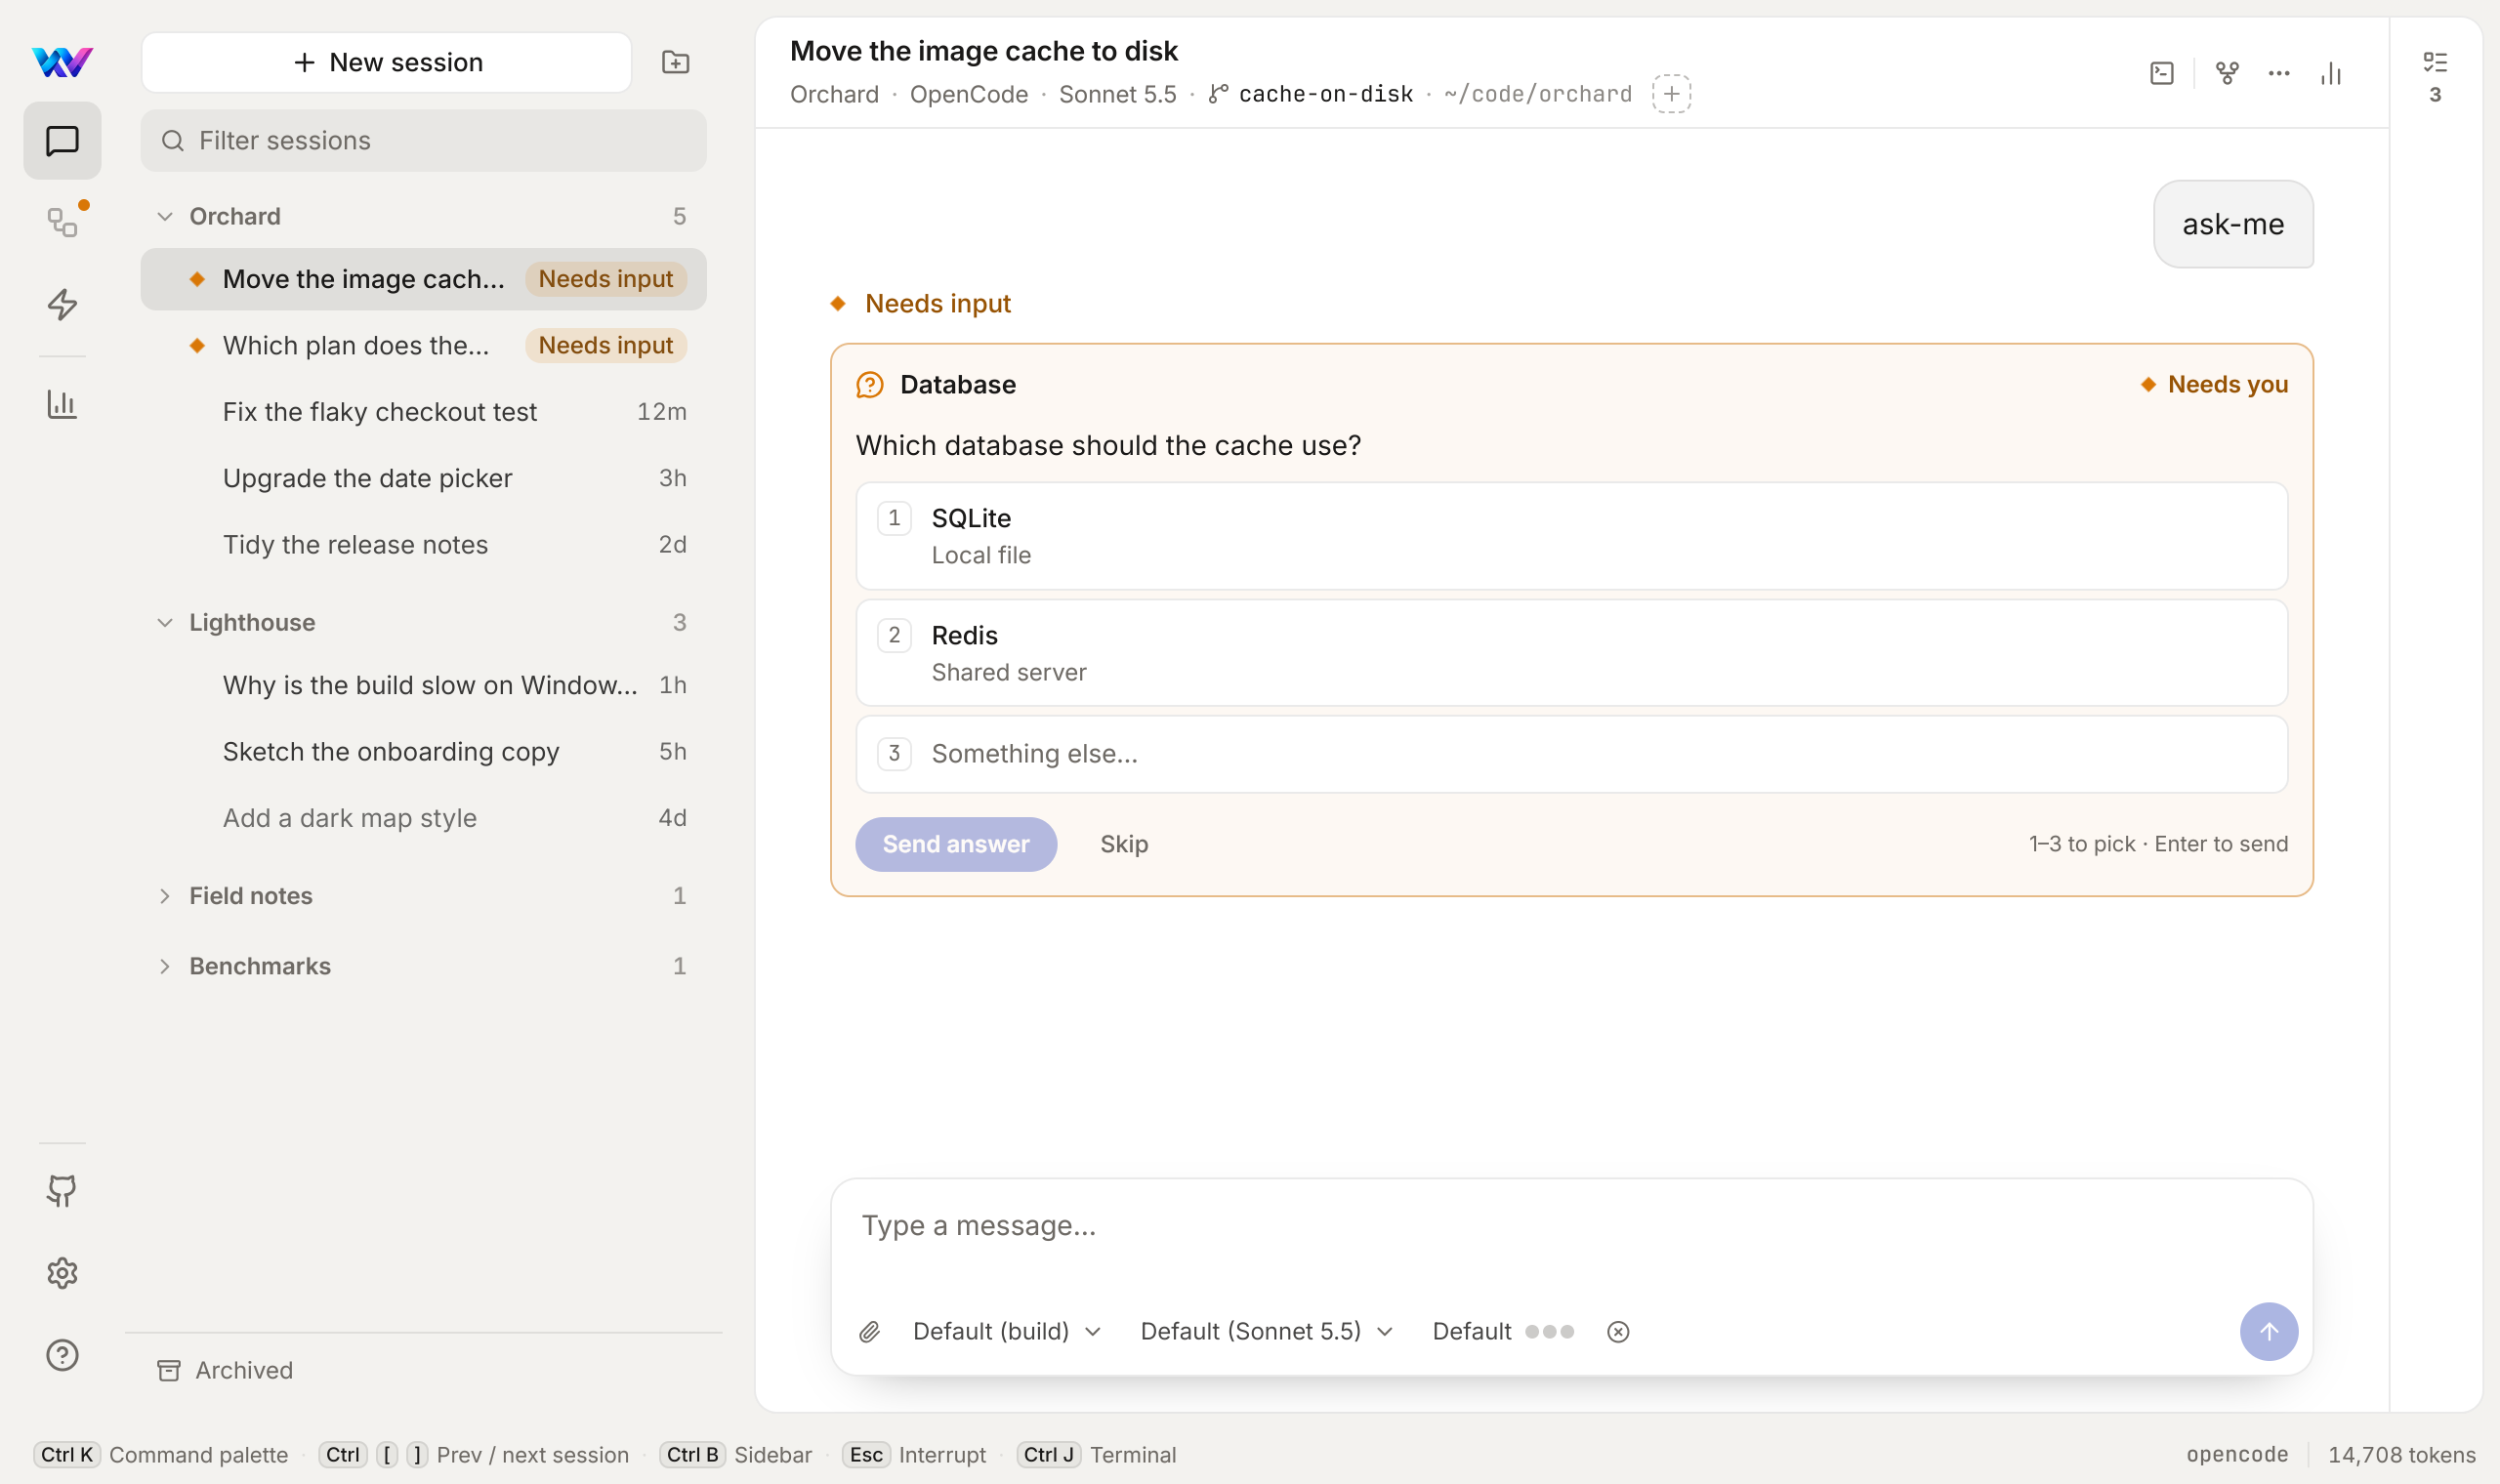 New session
Filter sessions
Orchard 5
Move the image cach... Needs input
Which plan does the... Needs input
Fix the flaky checkout test 12m
Upgrade the date picker 3h
Tidy the release notes 2d
Lighthouse 3
Why is the build slow on Window... 1h
Sketch the onboarding copy 5h
Add a dark map style 4d
Field notes 1
Benchmarks 1
Archived
Move the image cache to disk
Orchard · OpenCode · Sonnet 5.5 · cache-on-disk · ~/code/orchard
3
ask-me
Needs input
Database Needs you
Which database should the cache use?
1 SQLite
Local file
2 Redis
Shared server
3 Something else...
Send answer Skip 1–3 to pick · Enter to send
Type a message...
Default (build) Default (Sonnet 5.5) Default
Ctrl K Command palette · Ctrl [ ] Prev / next session · Ctrl B Sidebar · Esc Interrupt · Ctrl J Terminal
opencode 14,708 tokens